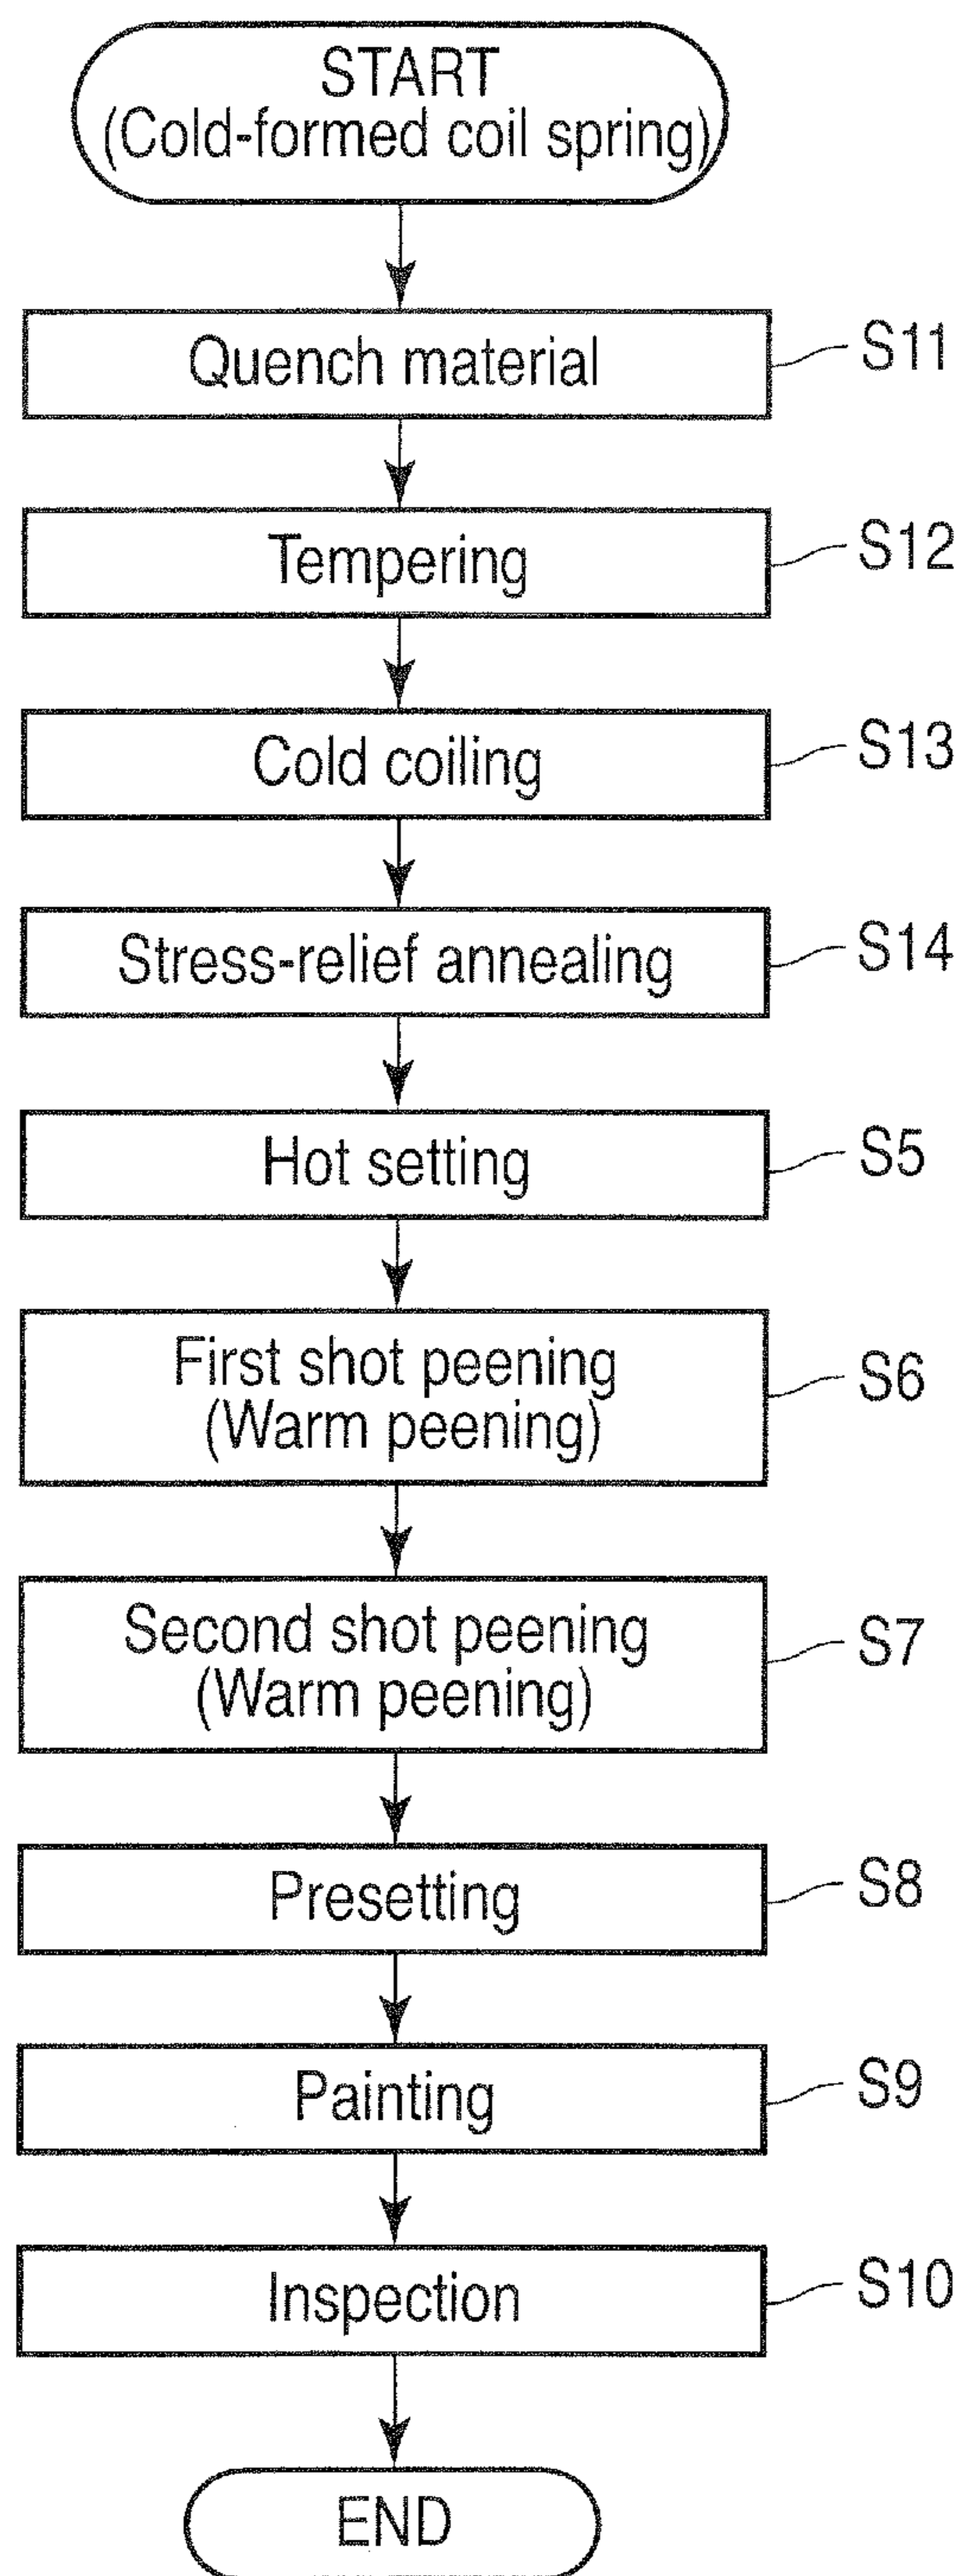 START
(Cold-formed coil spring)
Quench material
S11
Tempering
S12
Cold coiling
S13
Stress-relief annealing
S14
Hot setting
S5
First shot peening
(Warm peening)
S6
Second shot peening
(Warm peening)
S7
Presetting
S8
Painting
S9
Inspection
S10
END